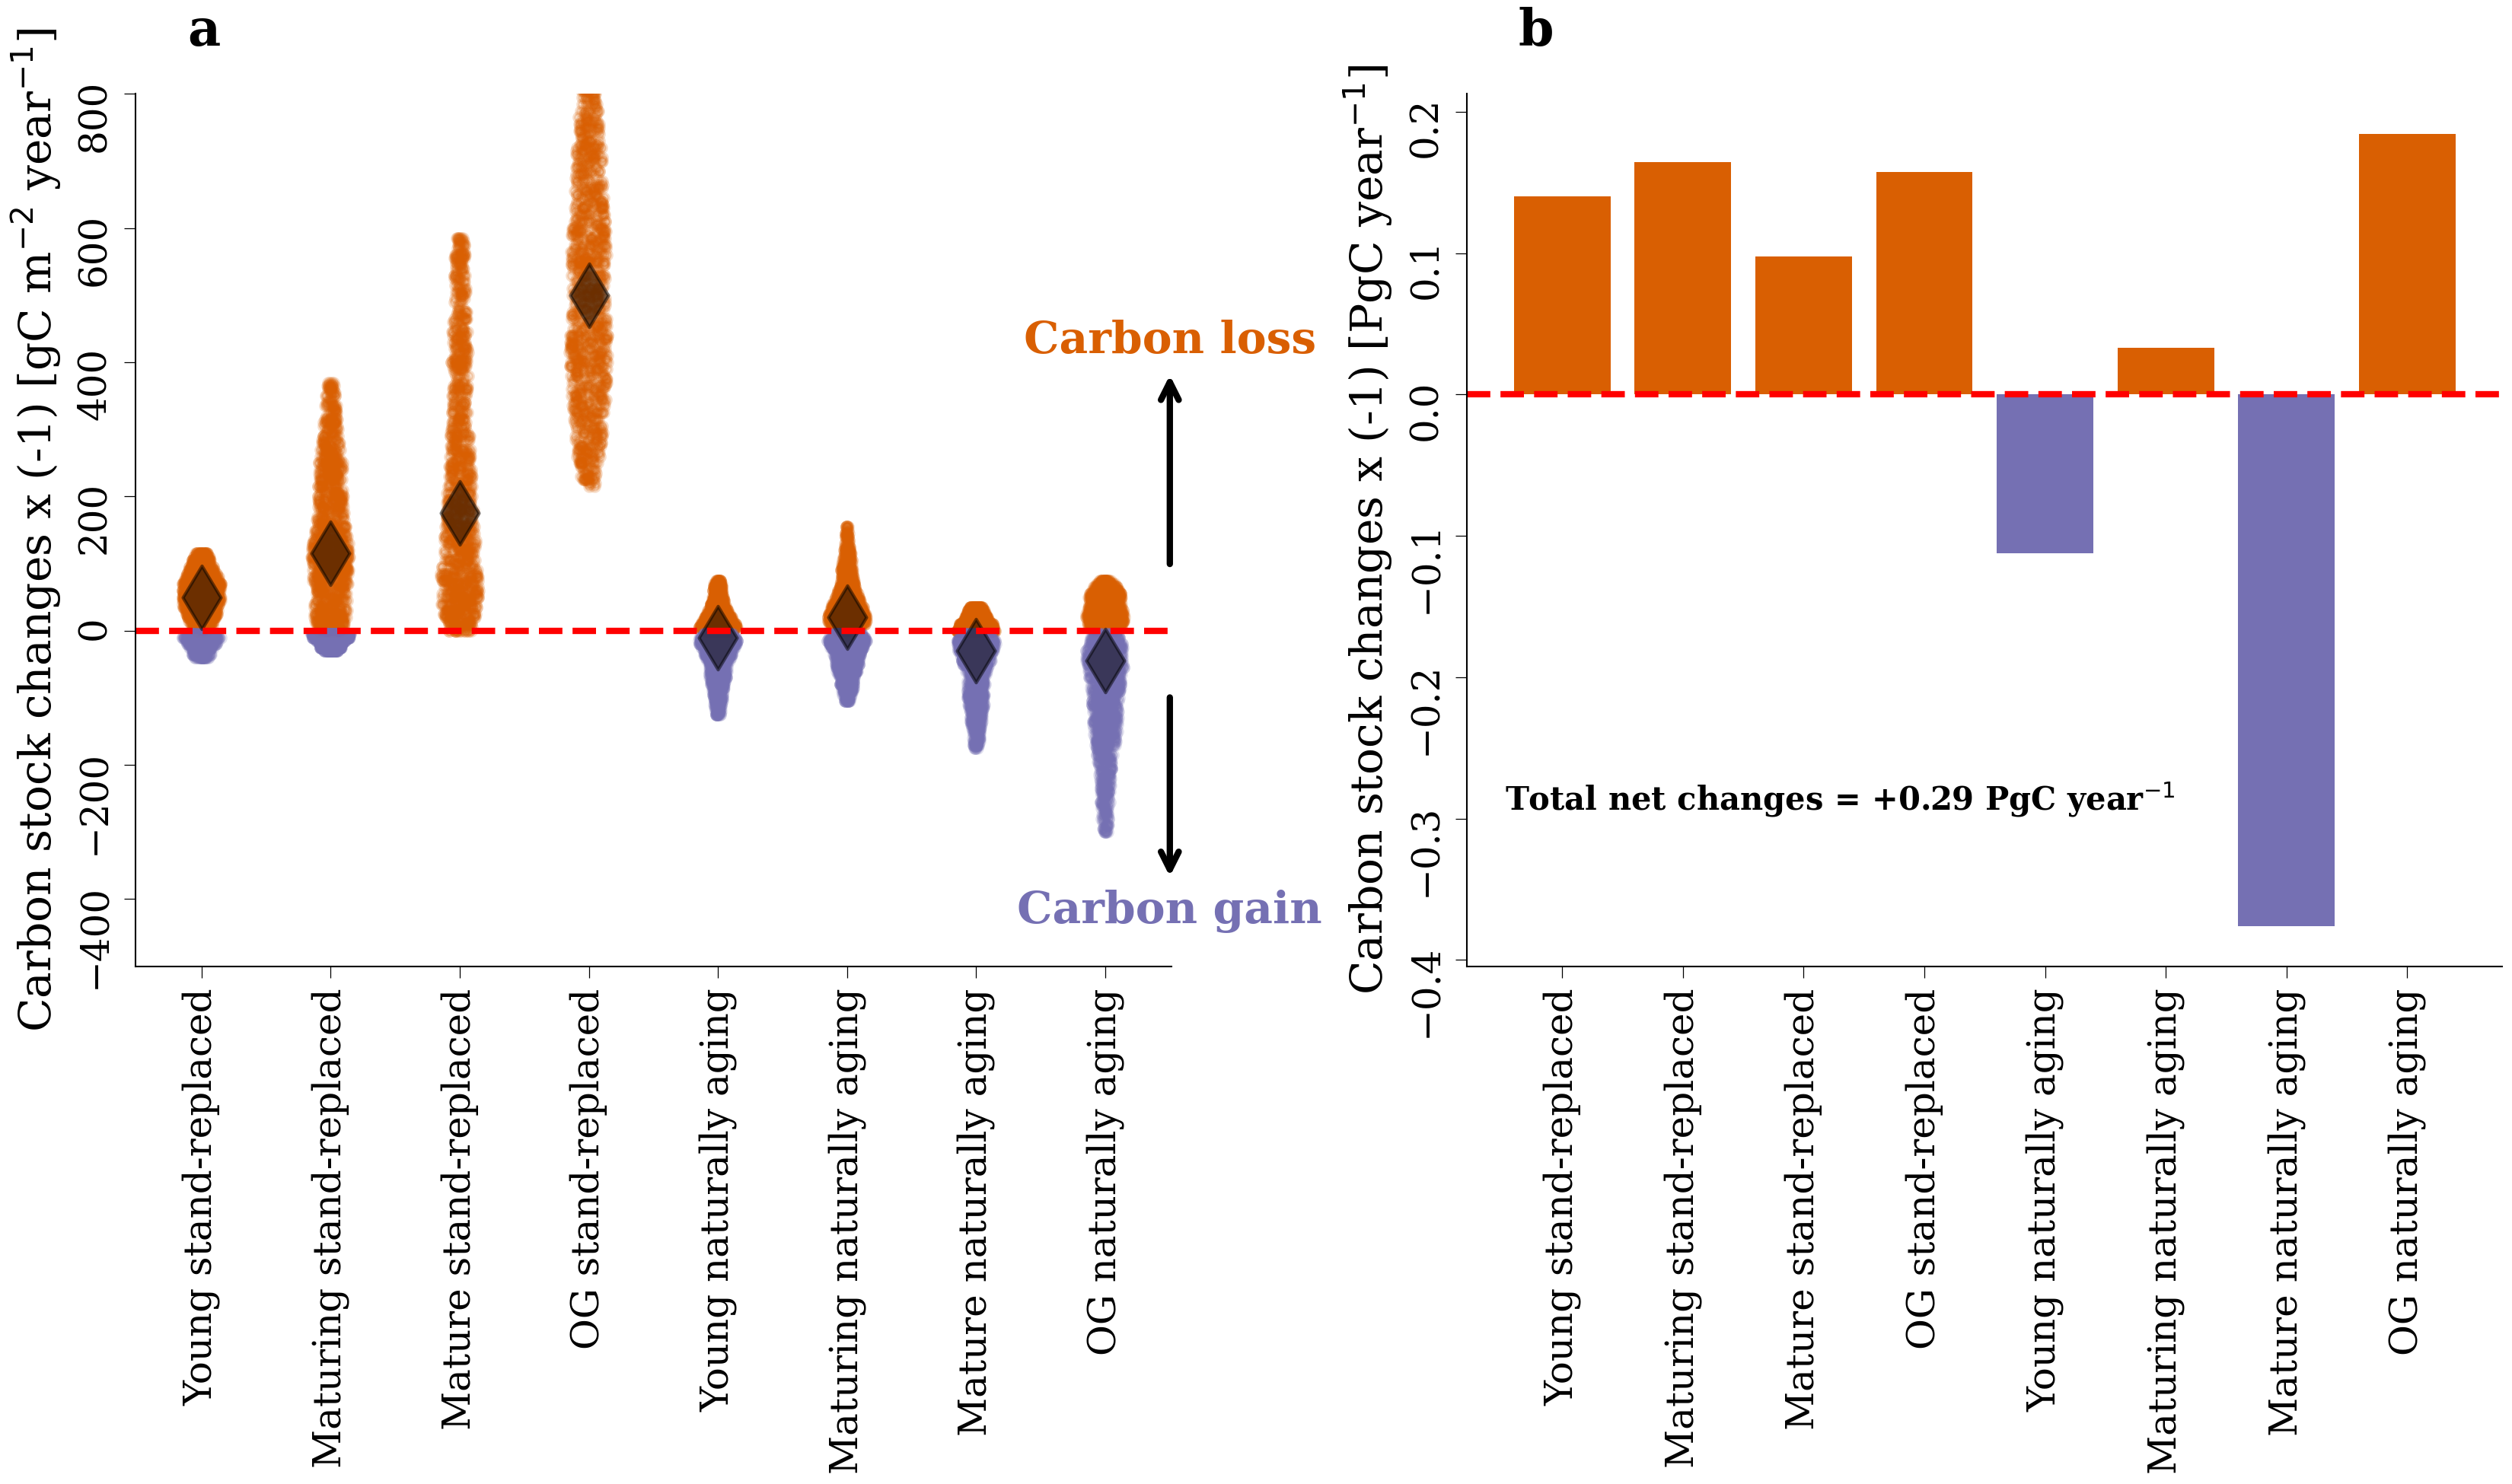 a
Carbon stock changes x (-1) [gC m⁻² year⁻¹]
800
600
400
200
0
−200
−400
Carbon loss
Carbon gain
Young stand-replaced
Maturing stand-replaced
Mature stand-replaced
OG stand-replaced
Young naturally aging
Maturing naturally aging
Mature naturally aging
OG naturally aging
b
Carbon stock changes x (-1) [PgC year⁻¹]
0.2
0.1
0.0
−0.1
−0.2
−0.3
−0.4
Total net changes = +0.29 PgC year⁻¹
Young stand-replaced
Maturing stand-replaced
Mature stand-replaced
OG stand-replaced
Young naturally aging
Maturing naturally aging
Mature naturally aging
OG naturally aging